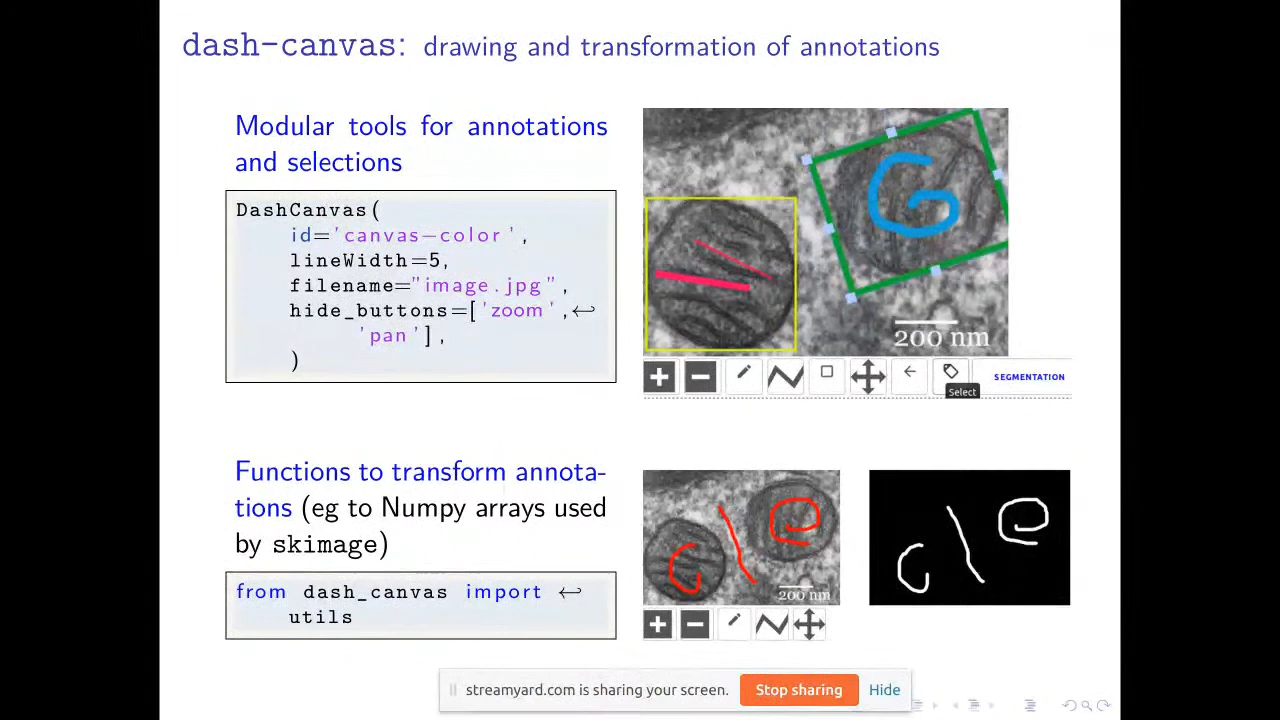 dash-canvas: drawing and transformation of annotations
Modular tools for annotations
and selections
DashCanvas(
id='canvas-color',
lineWidth=5,
filename="image.jpg",
hide_buttons=['zoom',↩
'pan'],
)
G
200 nm
SEGMENTATION
Select
Functions to transform annota-
tions (eg to Numpy arrays used
by skimage)
from dash_canvas import ↩
utils
200 nm
streamyard.com is sharing your screen.
Stop sharing
Hide